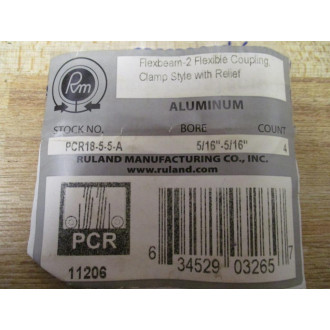 Rm
Flexbeam-2 Flexible Coupling,
Clamp Style with Relief
ALUMINUM
STOCK NO. BORE COUNT
PCR18-5-5-A 5/16"-5/16" 4
RULAND MANUFACTURING CO., INC.
www.ruland.com
PCR
11206
6 34529 03265 7